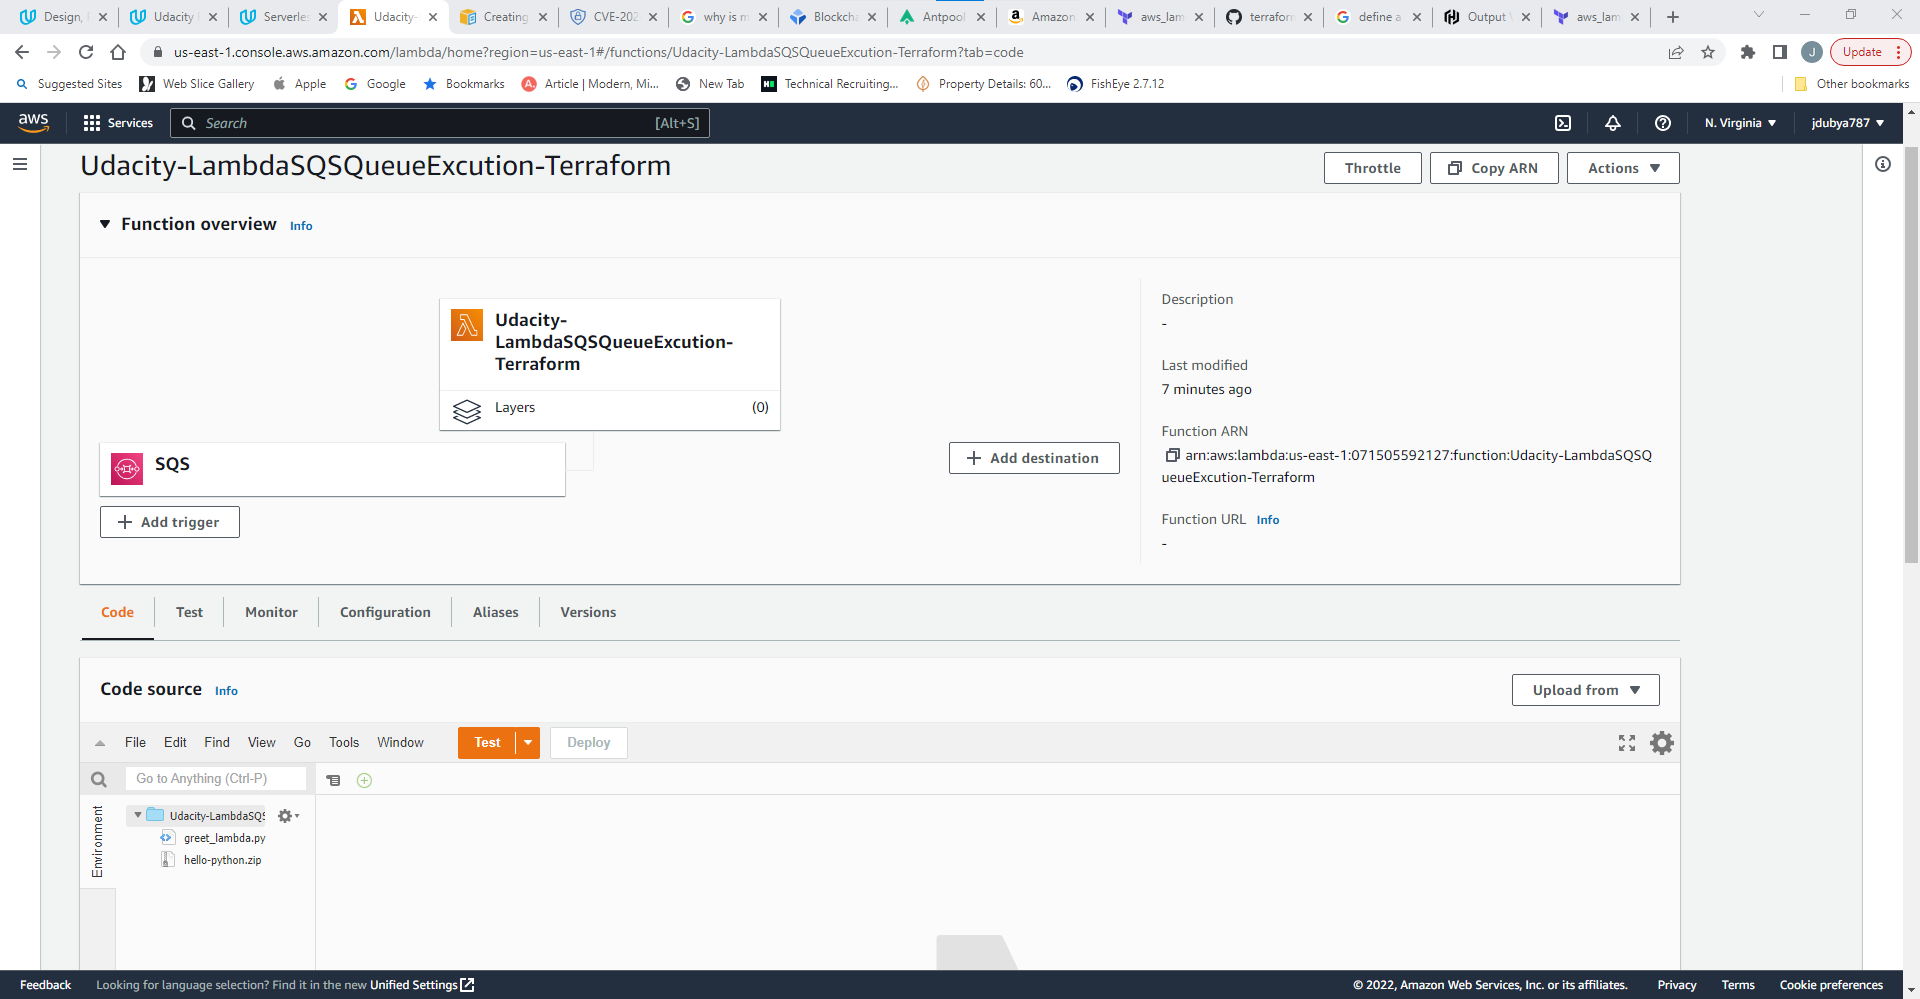 Design,
Udacity
Serverles
Udacity-
Creating
CVE-202
why is m
Blockcha
Antpool
Amazon
aws_lam
terraform
define a
Output
aws_lam
us-east-1.console.aws.amazon.com/lambda/home?region=us-east-1#/functions/Udacity-LambdaSQSQueueExcution-Terraform?tab=code
J
Update
Suggested Sites
Web Slice Gallery
Apple
Google
Bookmarks
Article | Modern, Mi...
New Tab
Technical Recruiting...
Property Details: 60...
FishEye 2.7.12
Other bookmarks
aws
Services
Search
[Alt+S]
N. Virginia
jdubya787
Udacity-LambdaSQSQueueExcution-Terraform
Throttle
Copy ARN
Actions
Function overview Info
Udacity-
LambdaSQSQueueExcution-
Terraform
Layers
(0)
SQS
Add trigger
Add destination
Description
-
Last modified
7 minutes ago
Function ARN
arn:aws:lambda:us-east-1:071505592127:function:Udacity-LambdaSQSQ
ueueExcution-Terraform
Function URL Info
-
Code
Test
Monitor
Configuration
Aliases
Versions
Code source Info
Upload from
File
Edit
Find
View
Go
Tools
Window
Test
Deploy
Go to Anything (Ctrl-P)
Environment
Udacity-LambdaSQS
greet_lambda.py
hello-python.zip
Feedback
Looking for language selection? Find it in the new Unified Settings
© 2022, Amazon Web Services, Inc. or its affiliates.
Privacy
Terms
Cookie preferences